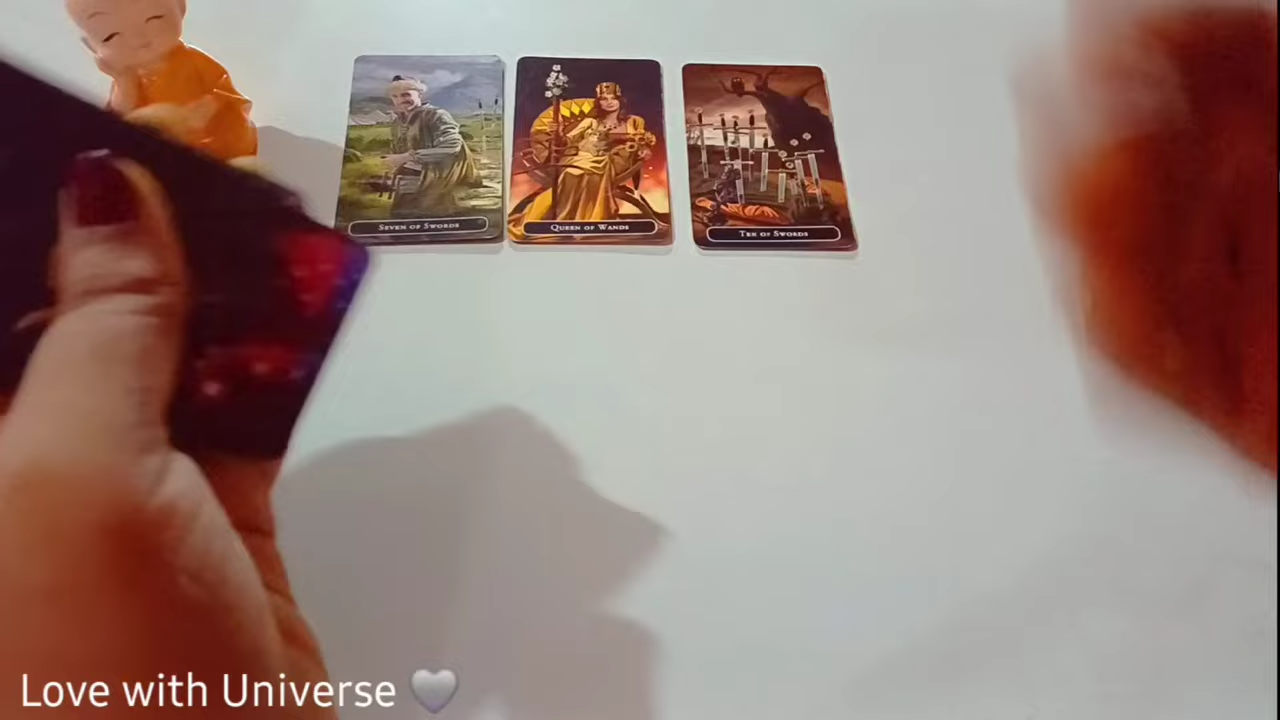 SEVEN OF SWORDS
QUEEN OF WANDS
TEN OF SWORDS
Love with Universe 🤍